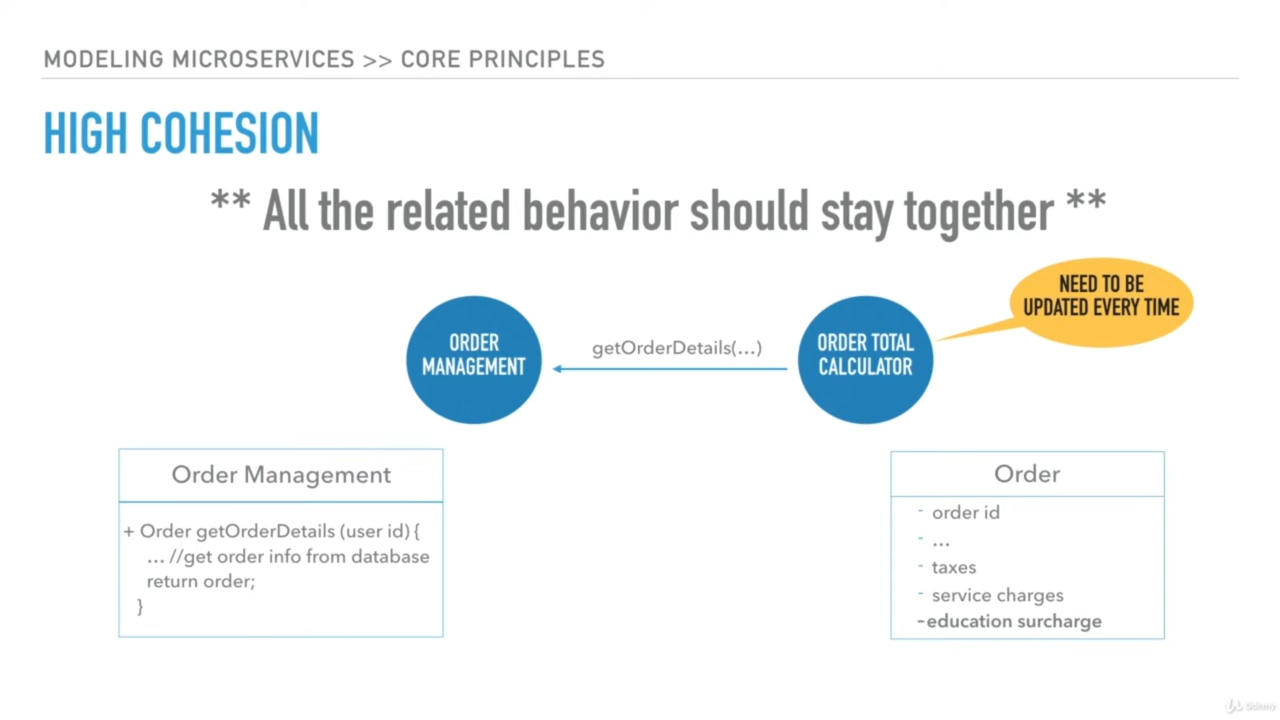 MODELING MICROSERVICES >> CORE PRINCIPLES
HIGH COHESION
** All the related behavior should stay together **
NEED TO BE
UPDATED EVERY TIME
ORDER
MANAGEMENT
getOrderDetails(...)
ORDER TOTAL
CALCULATOR
Order Management
+ Order getOrderDetails (user id) {
... //get order info from database
return order;
}
Order
- order id
- ...
- taxes
- service charges
-education surcharge
Udemy